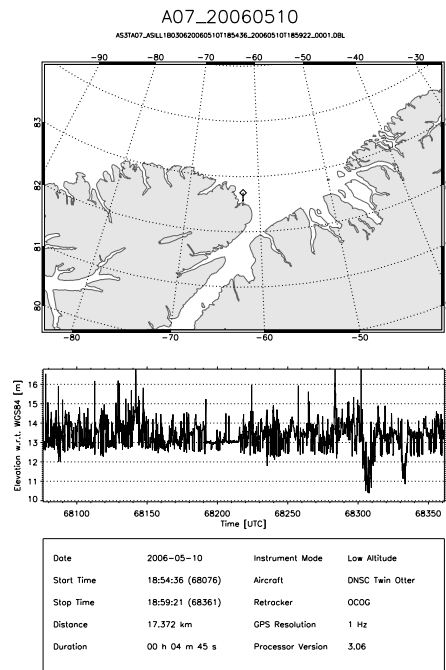 A07_20060510
AS3TA07_ASILL1B030620060510T185436_20060510T185922_0001.DBL
-90 -80 -70 -60 -50 -40 -30
83
82
81
80
-80 -70 -60 -50
Elevation w.r.t. WGS84 [m]
16
15
14
13
12
11
10
68100 68150 68200 68250 68300 68350
Time [UTC]
Date 2006-05-10 Instrument Mode Low Altitude
Start Time 18:54:36 (68076) Aircraft DNSC Twin Otter
Stop Time 18:59:21 (68361) Retracker OCOG
Distance 17.372 km GPS Resolution 1 Hz
Duration 00 h 04 m 45 s Processor Version 3.06